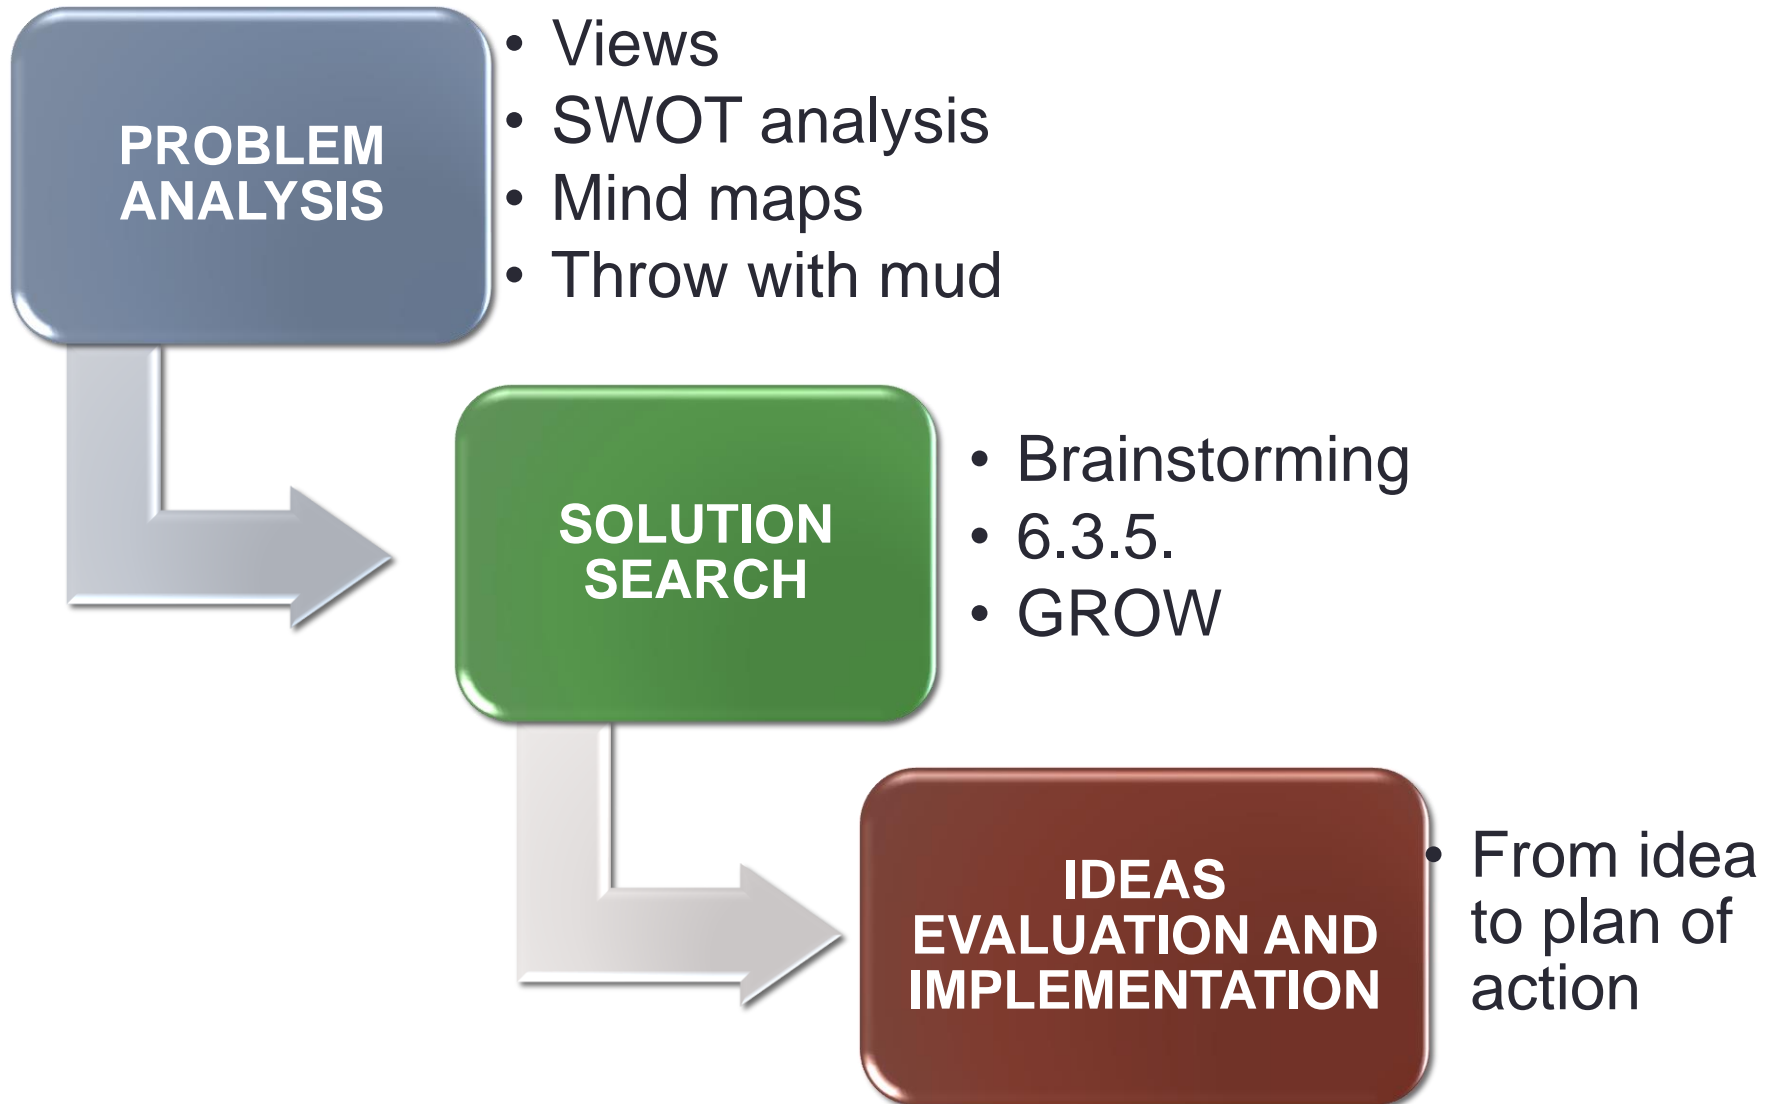 PROBLEM
ANALYSIS
• Views
• SWOT analysis
• Mind maps
• Throw with mud
SOLUTION
SEARCH
• Brainstorming
• 6.3.5.
• GROW
IDEAS
EVALUATION AND
IMPLEMENTATION
• From idea
to plan of
action